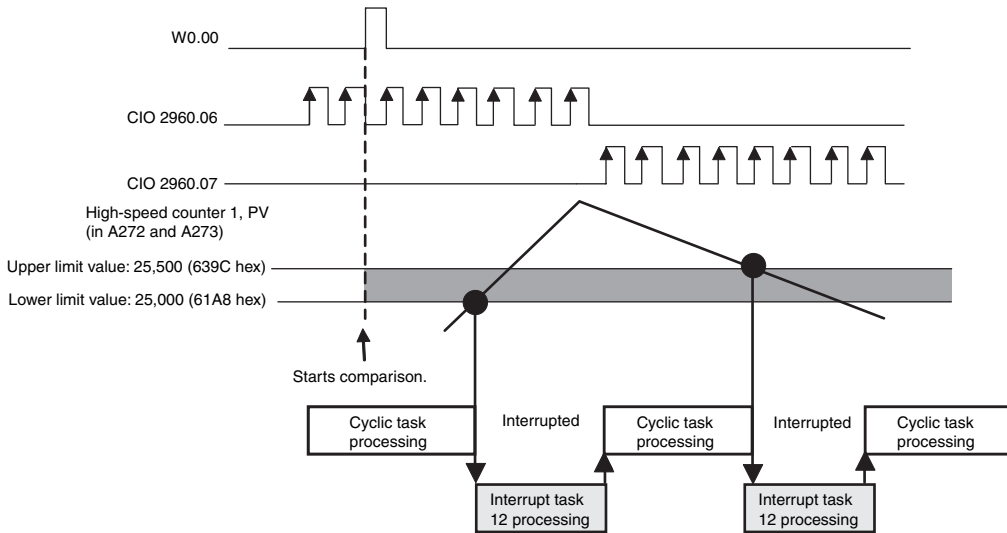 W0.00
CIO 2960.06
CIO 2960.07
High-speed counter 1, PV
(in A272 and A273)
Upper limit value: 25,500 (639C hex)
Lower limit value: 25,000 (61A8 hex)
Starts comparison.
Cyclic task
processing
Interrupted
Cyclic task
processing
Interrupted
Cyclic task
processing
Interrupt task
12 processing
Interrupt task
12 processing